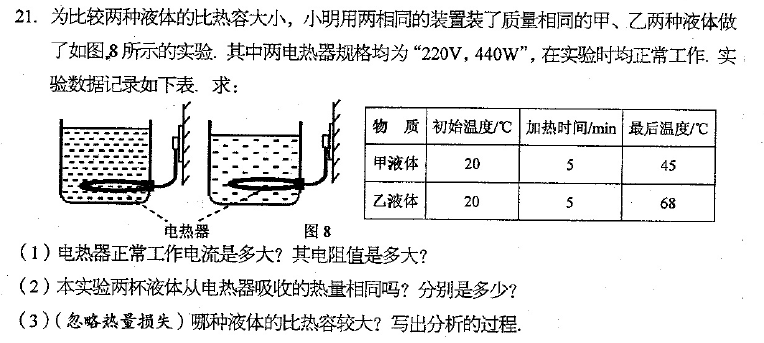 21. 为比较两种液体的比热容大小，小明用两相同的装置装了质量相同的甲、乙两种液体做
了如图8所示的实验. 其中两电热器规格均为“220V，440W”，在实验时均正常工作. 实
验数据记录如下表. 求：
物 质 初始温度/℃ 加热时间/min 最后温度/℃
甲液体 20 5 45
乙液体 20 5 68
电热器 图 8
（1）电热器正常工作电流是多大？其电阻值是多大？
（2）本实验两杯液体从电热器吸收的热量相同吗？分别是多少？
（3）（忽略热量损失）哪种液体的比热容较大？写出分析的过程.